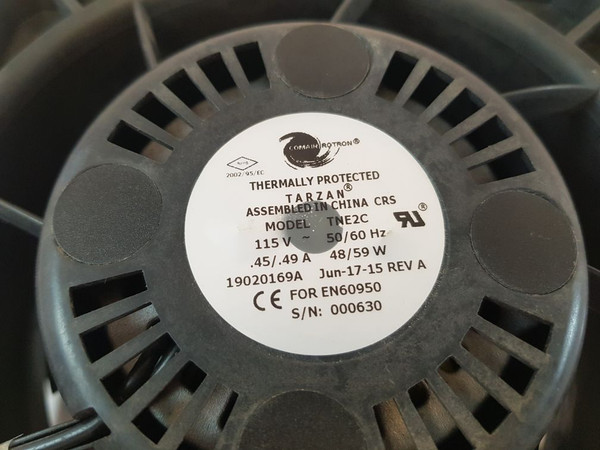 COMAIR ROTRON®
2002/95/EC
THERMALLY PROTECTED
TARZAN®
ASSEMBLED IN CHINA CRS
MODEL TNE2C
115 V ~ 50/60 Hz
.45/.49 A 48/59 W
19020169A Jun-17-15 REV A
CE FOR EN60950
S/N: 000630